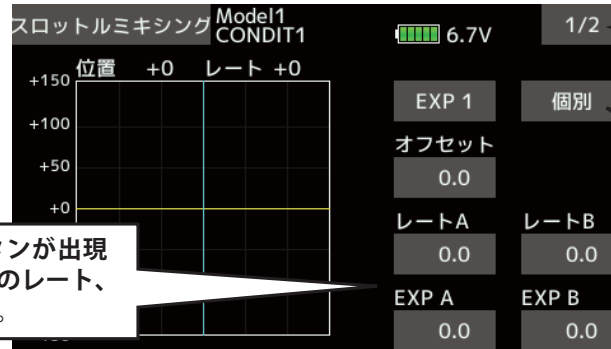 スロットルミキシング
Model1
CONDIT1
6.7V
1/2
位置 +0 レート +0
+150
+100
+50
+0
EXP 1 個別
オフセット
0.0
レートA レートB
0.0 0.0
EXP A EXP B
0.0 0.0
タンが出現
のレート、
。